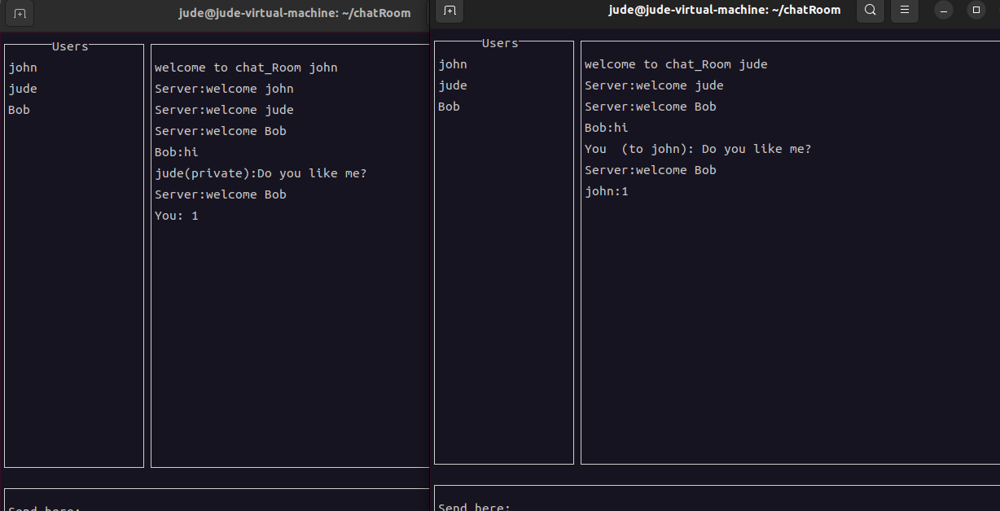 jude@jude-virtual-machine: ~/chatRoom
Users
john
jude
Bob
welcome to chat_Room john
Server:welcome john
Server:welcome jude
Server:welcome Bob
Bob:hi
jude(private):Do you like me?
Server:welcome Bob
You: 1
Send here:
jude@jude-virtual-machine: ~/chatRoom
Users
john
jude
Bob
welcome to chat_Room jude
Server:welcome jude
Server:welcome Bob
Bob:hi
You  (to john): Do you like me?
Server:welcome Bob
john:1
Send here: